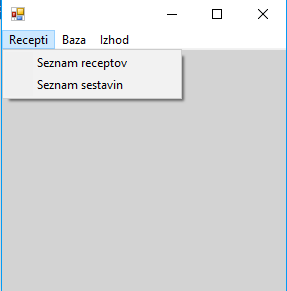 Recepti Baza Izhod
Seznam receptov
Seznam sestavin